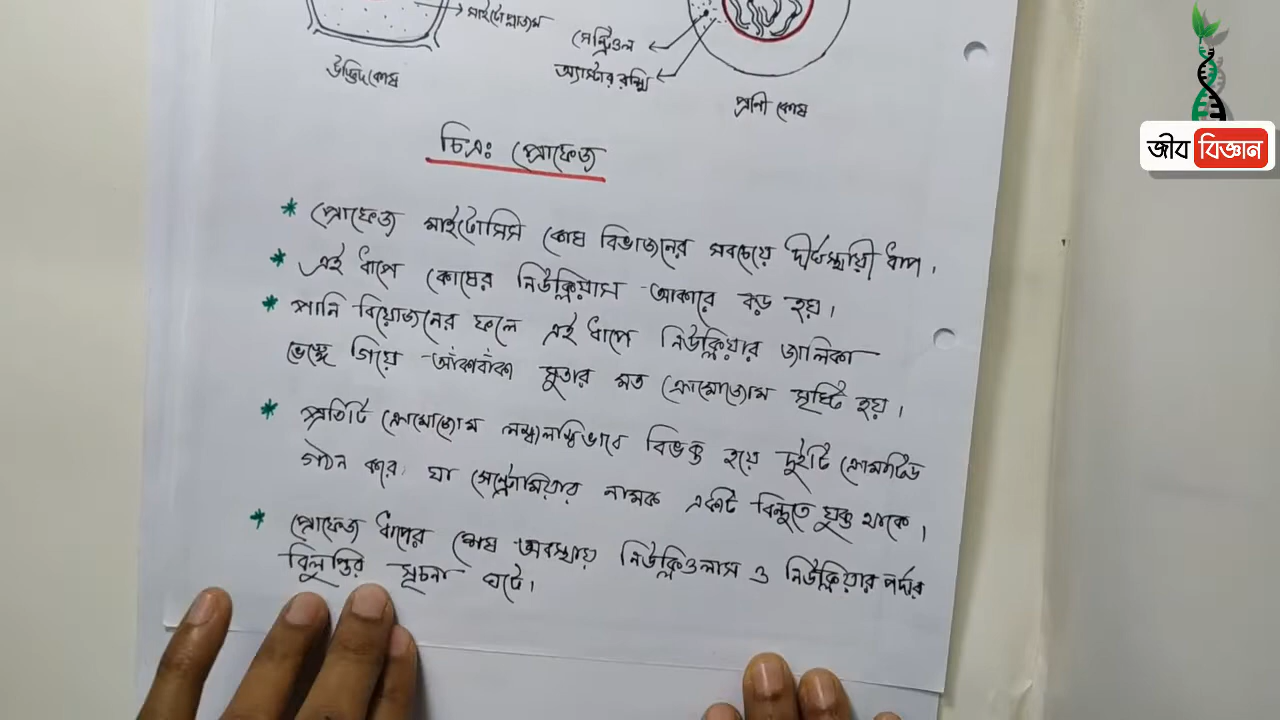 সাইটোপ্লাজম
উদ্ভিদকোষ
সেন্ট্রিওল
অ্যাস্টার রশ্মি
প্রাণী কোষ
জীব বিজ্ঞান
চিত্রঃ প্রোফেজ
* প্রোফেজ মাইটোসিস কোষ বিভাজনের সবচেয়ে দীর্ঘস্থায়ী ধাপ।
* এই ধাপে কোষের নিউক্লিয়াস আকারে বড় হয়।
* পানি বিয়োজনের ফলে এই ধাপে নিউক্লিয়ার জালিকা
ভেঙ্গে গিয়ে আঁকাবাঁকা সুতার মত ক্রোমোজোম সৃষ্টি হয়।
* প্রতিটি ক্রোমোজোম লম্বালম্বিভাবে বিভক্ত হয়ে দুইটি ক্রোমাটিড
গঠন করে, যা সেন্ট্রোমিয়ার নামক একটি বিন্দুতে যুক্ত থাকে।
* প্রোফেজ ধাপের শেষ অবস্থায় নিউক্লিওলাস ও নিউক্লিয়ার পর্দার
বিলুপ্তির সূচনা ঘটে।